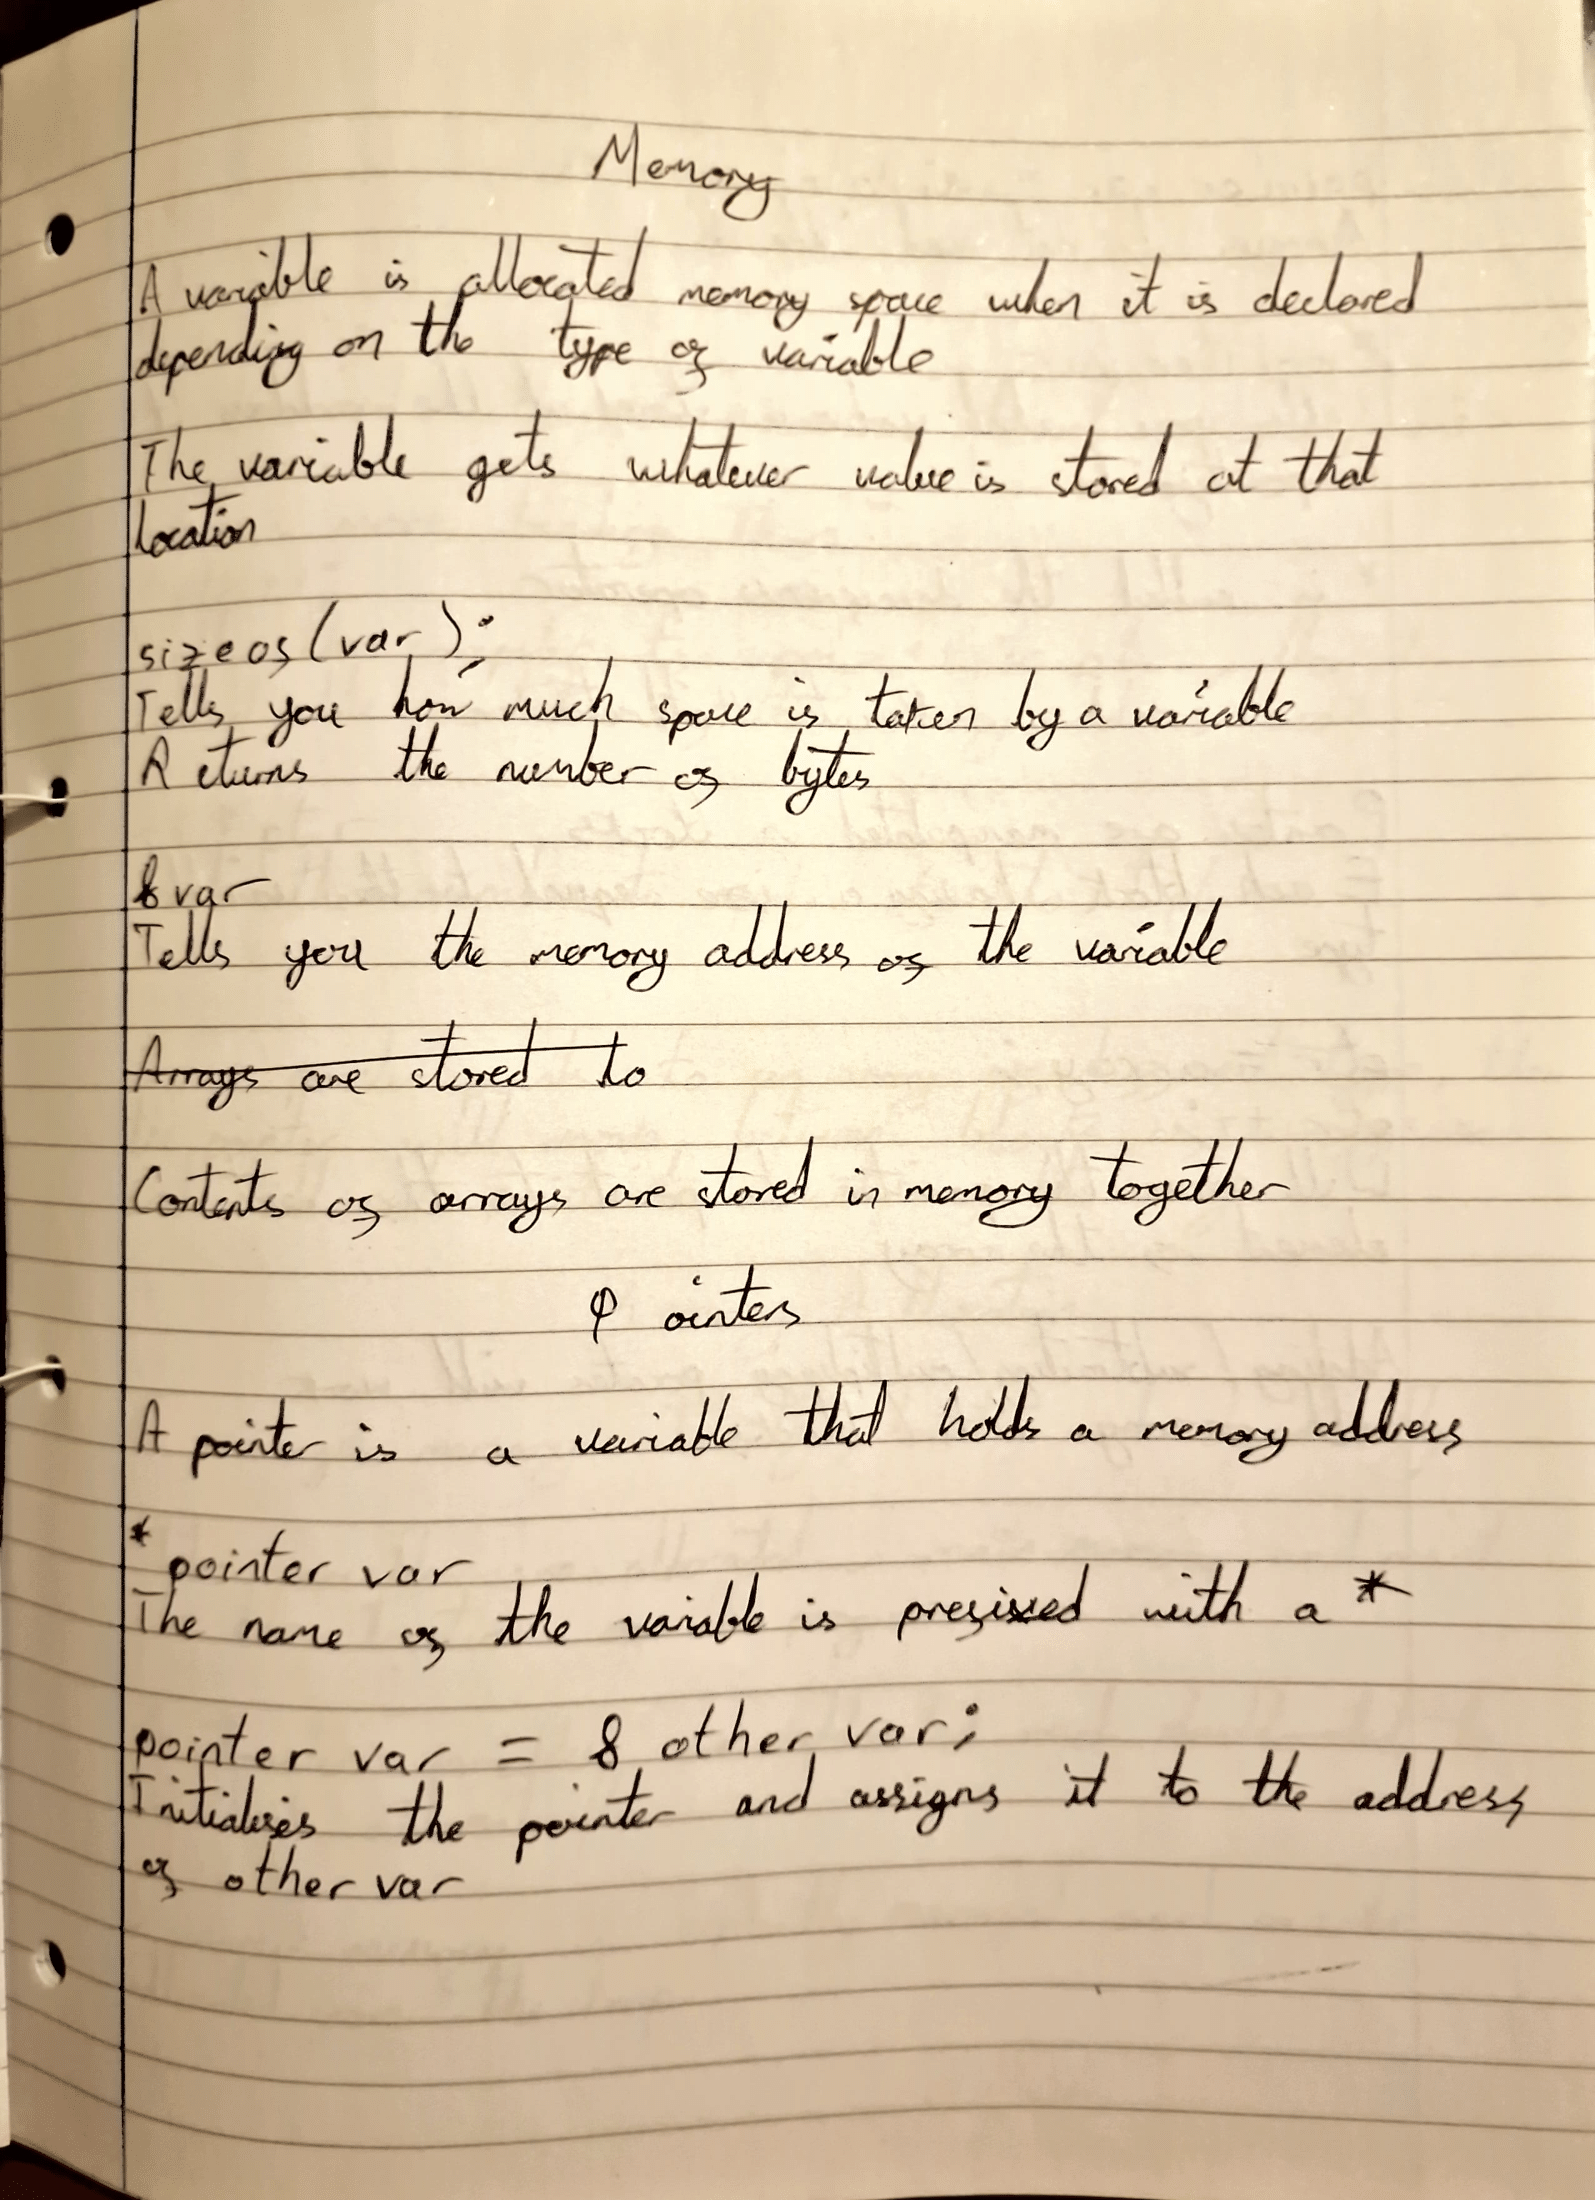 Memory
A variable is allocated memory space when it is declared
depending on the type of variable
The variable gets whatever value is stored at that
location
sizeof(var);
Tells you how much space is taken by a variable
Returns the number of bytes
&var
Tells you the memory address of the variable
Arrays are stored to
Contents of arrays are stored in memory together
Pointers
A pointer is a variable that holds a memory address
* pointer var
The name of the variable is prefixed with a *
pointer var = & other var;
Initialises the pointer and assigns it to the address
of other var